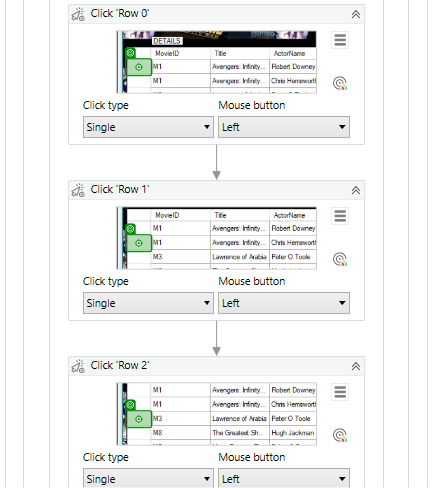 Click 'Row 0'
DETAILS
MovieID Title ActorName
M1 Avengers: Infinity... Robert Downey
M1 Avengers: Infinity... Chris Hemsworth
Click type Mouse button
Single Left
Click 'Row 1'
MovieID Title ActorName
M1 Avengers: Infinity... Robert Downey
M1 Avengers: Infinity... Chris Hemsworth
M3 Lawrence of Arabia Peter O Toole
Click type Mouse button
Single Left
Click 'Row 2'
M1 Avengers: Infinity... Robert Downey
M1 Avengers: Infinity... Chris Hemsworth
M3 Lawrence of Arabia Peter O Toole
M8 The Greatest Sh... Hugh Jackman
Click type Mouse button
Single Left